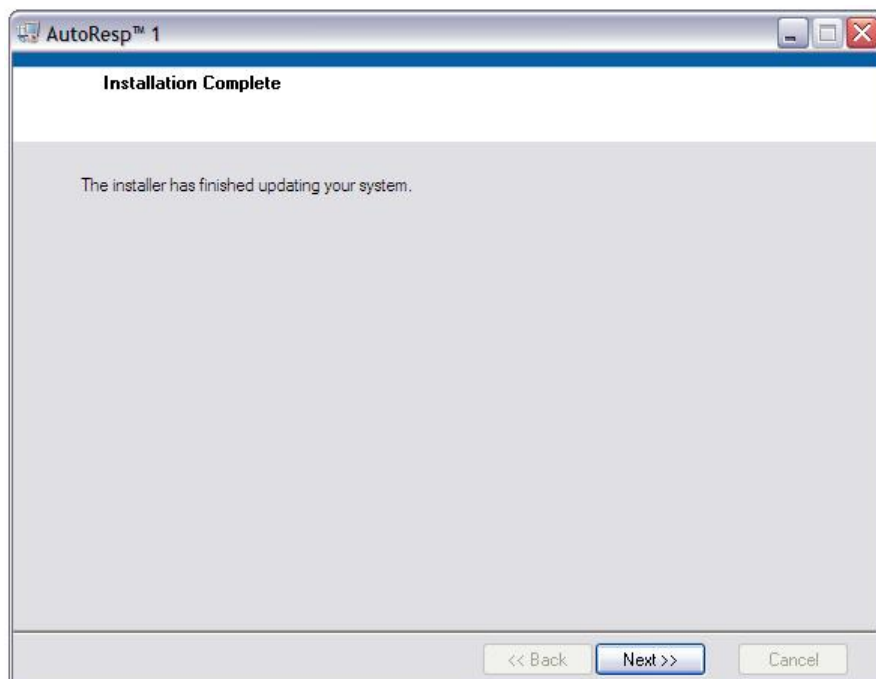 AutoResp™ 1
Installation Complete
The installer has finished updating your system.
<< Back
Next >>
Cancel